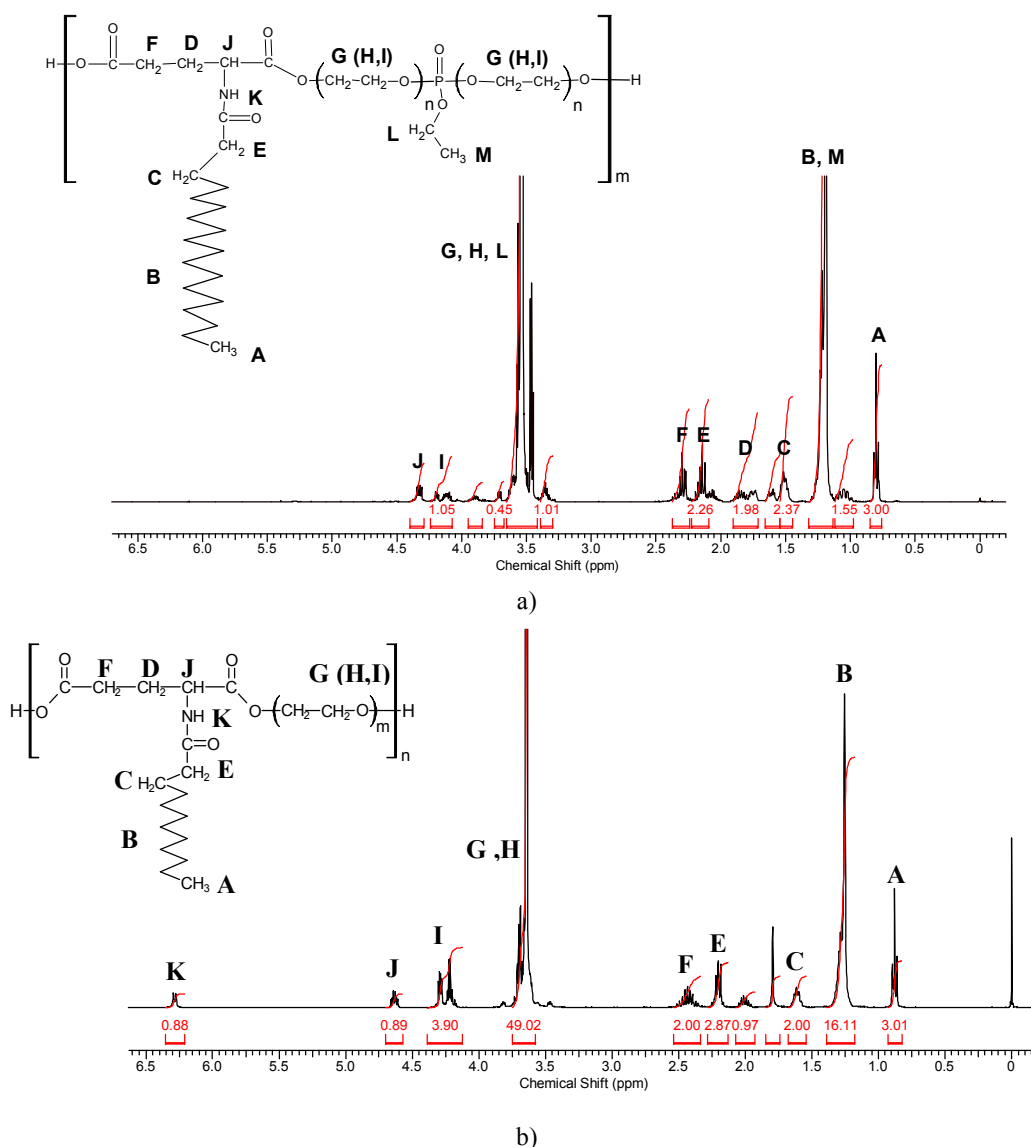 O
F D J O G (H,I) O G (H,I)
H O C CH2 CH2 CH C O ( CH2 CH2 O ) n P ( O CH2 CH2 ) n O H
NH K
C O
O
L H2C
CH2 E
CH3 M
C H2C
m
B, M
G, H, L
B
CH3 A
A
F E
D C
J I
1.05 0.45 1.01 2.26 1.98 2.37 1.55 3.00
6.5 6.0 5.5 5.0 4.5 4.0 3.5 3.0 2.5 2.0 1.5 1.0 0.5 0
Chemical Shift (ppm)
a)
O O
F D J G (H,I)
H O C CH2 CH2 CH C O ( CH2 CH2 O ) m H
NH K
n
C O
C H2C CH2 E
B
CH3 A
B
G ,H
A
K J I F E C
0.88 0.89 3.90 49.02 2.00 2.87 0.97 2.00 16.11 3.01
6.5 6.0 5.5 5.0 4.5 4.0 3.5 3.0 2.5 2.0 1.5 1.0 0.5 0
Chemical Shift (ppm)
b)